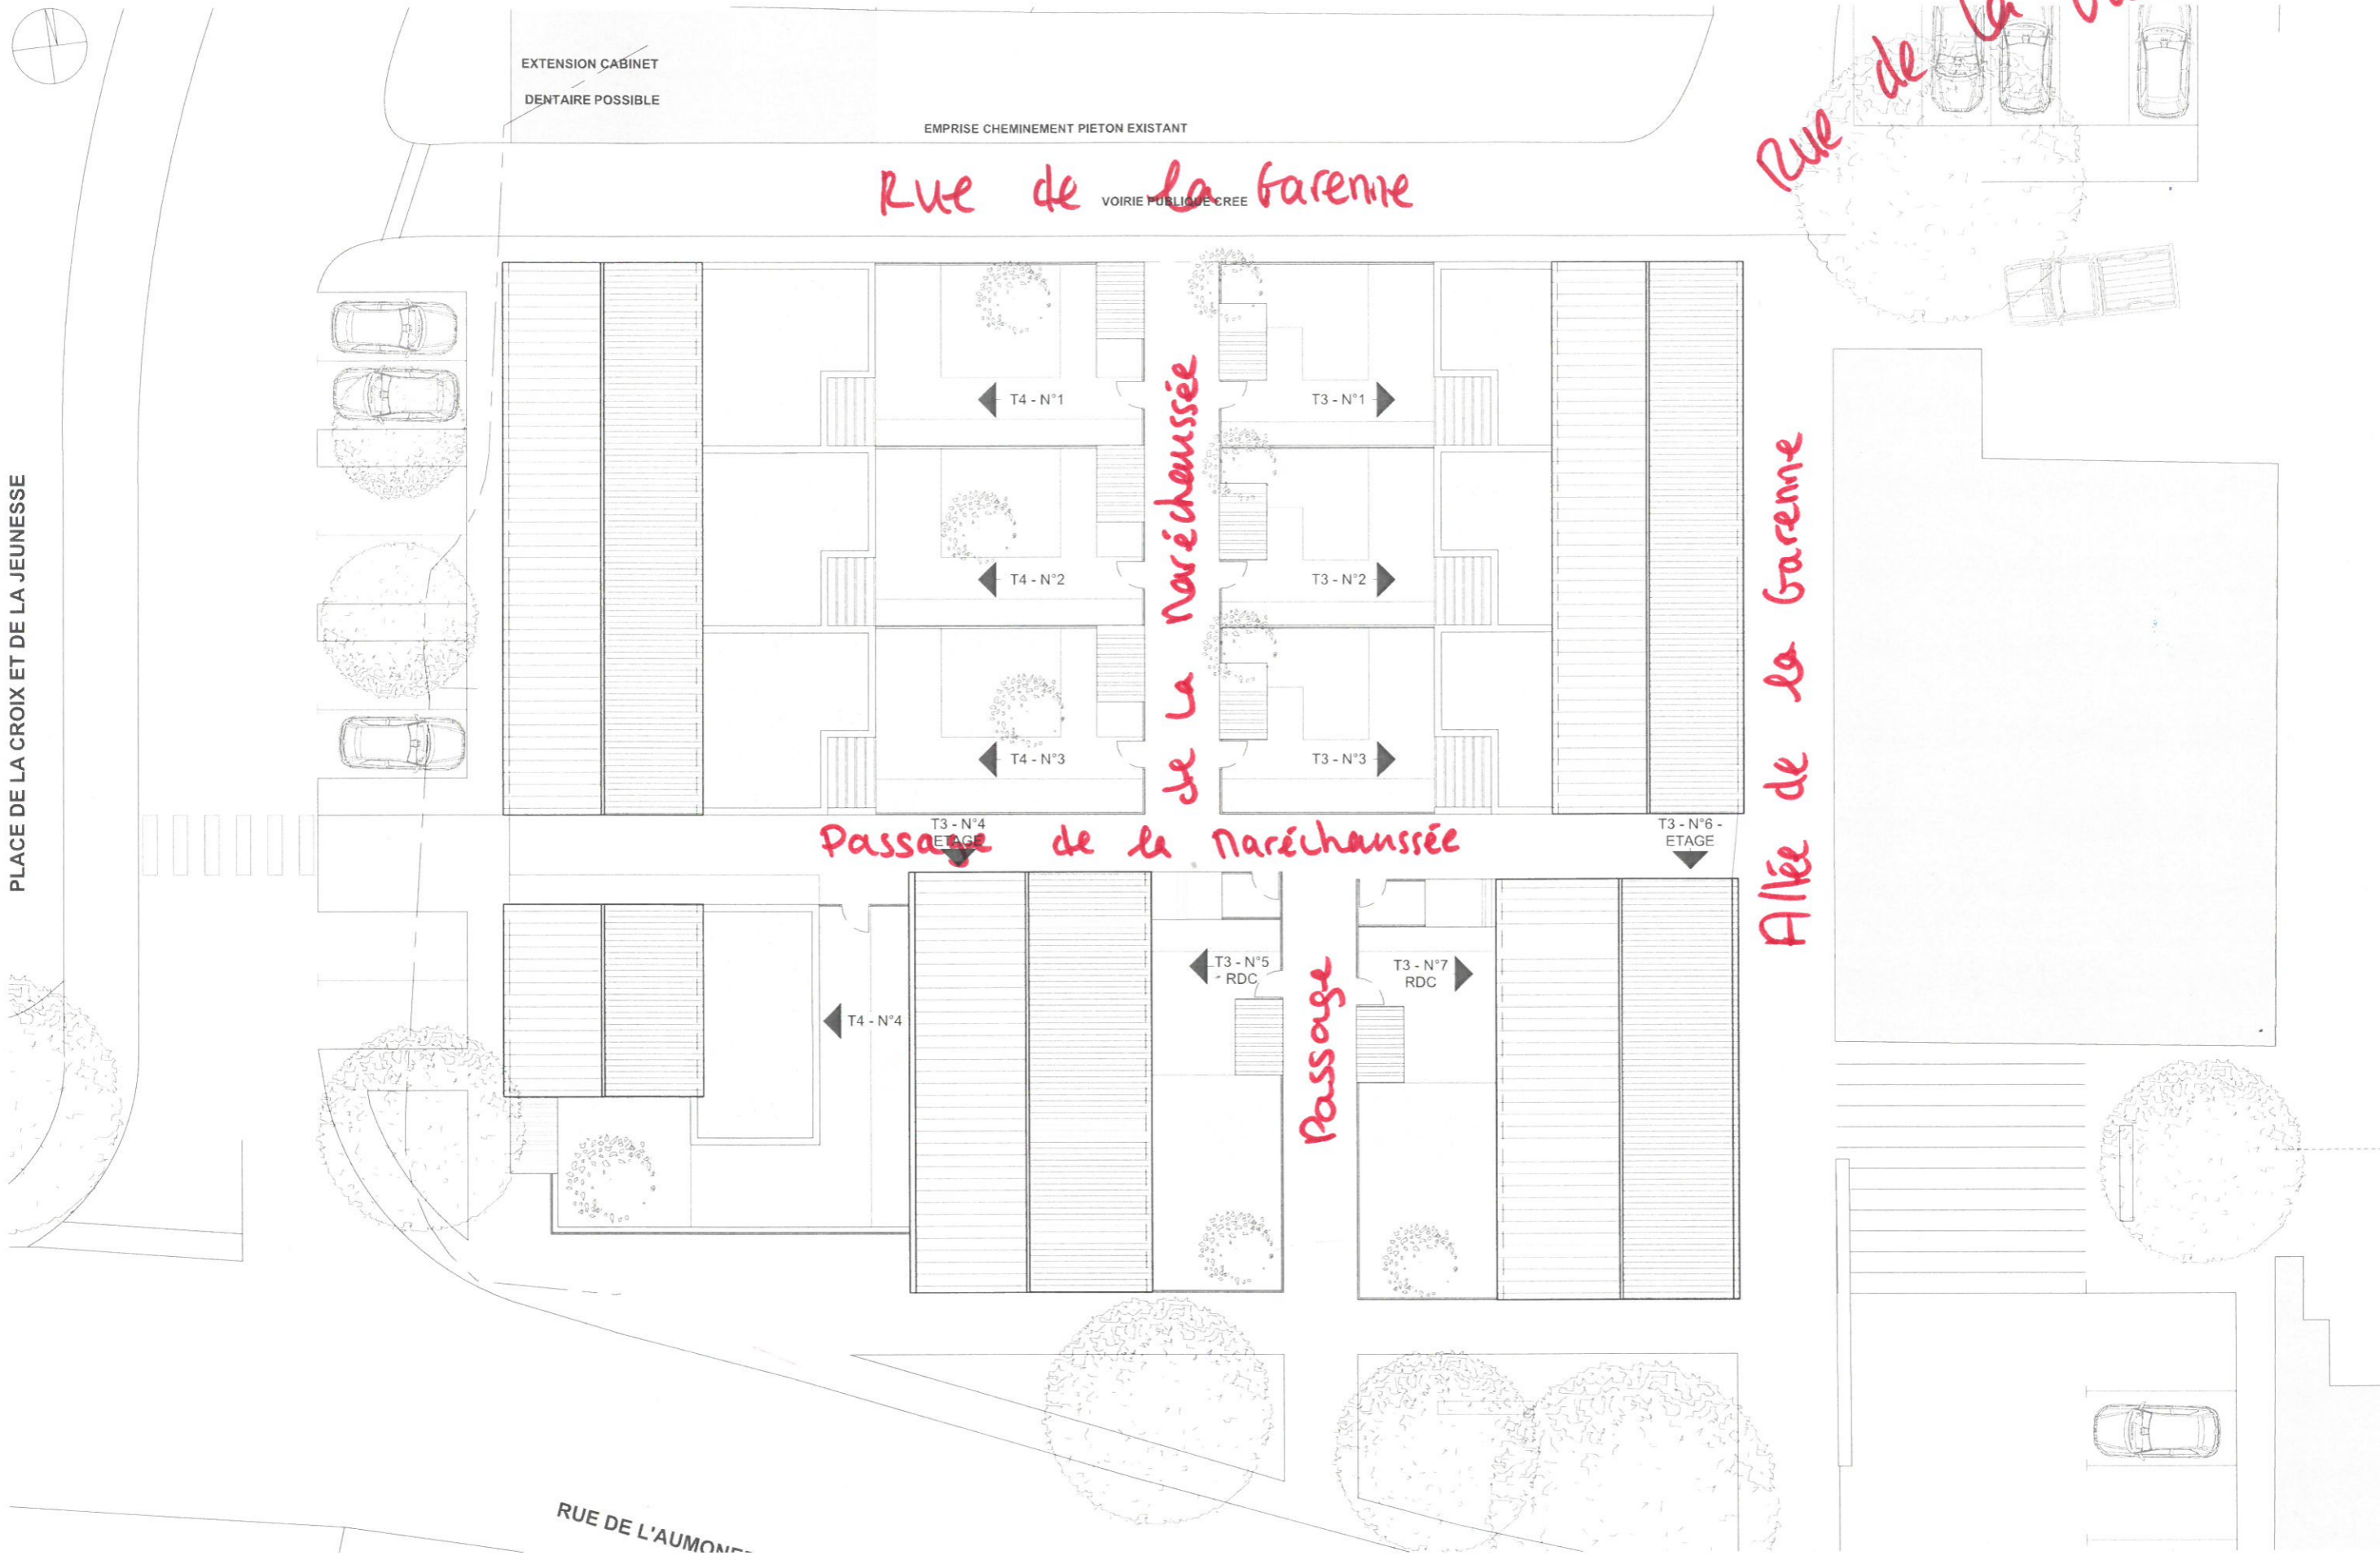 Rue de la
EXTENSION CABINET
DENTAIRE POSSIBLE
EMPRISE CHEMINEMENT PIETON EXISTANT
Rue de la Garenne
VOIRIE PUBLIQUE CREE
T4 - N°1
T3 - N°1
T4 - N°2
T3 - N°2
T4 - N°3
T3 - N°3
PLACE DE LA CROIX ET DE LA JEUNESSE
de La Maréchaussée
Allée de la Garenne
T3 - N°4
ETAGE
T3 - N°6 -
ETAGE
Passage de la Maréchaussée
T3 - N°5
- RDC
T3 - N°7
RDC
T4 - N°4
Passage
RUE DE L'AUMONE